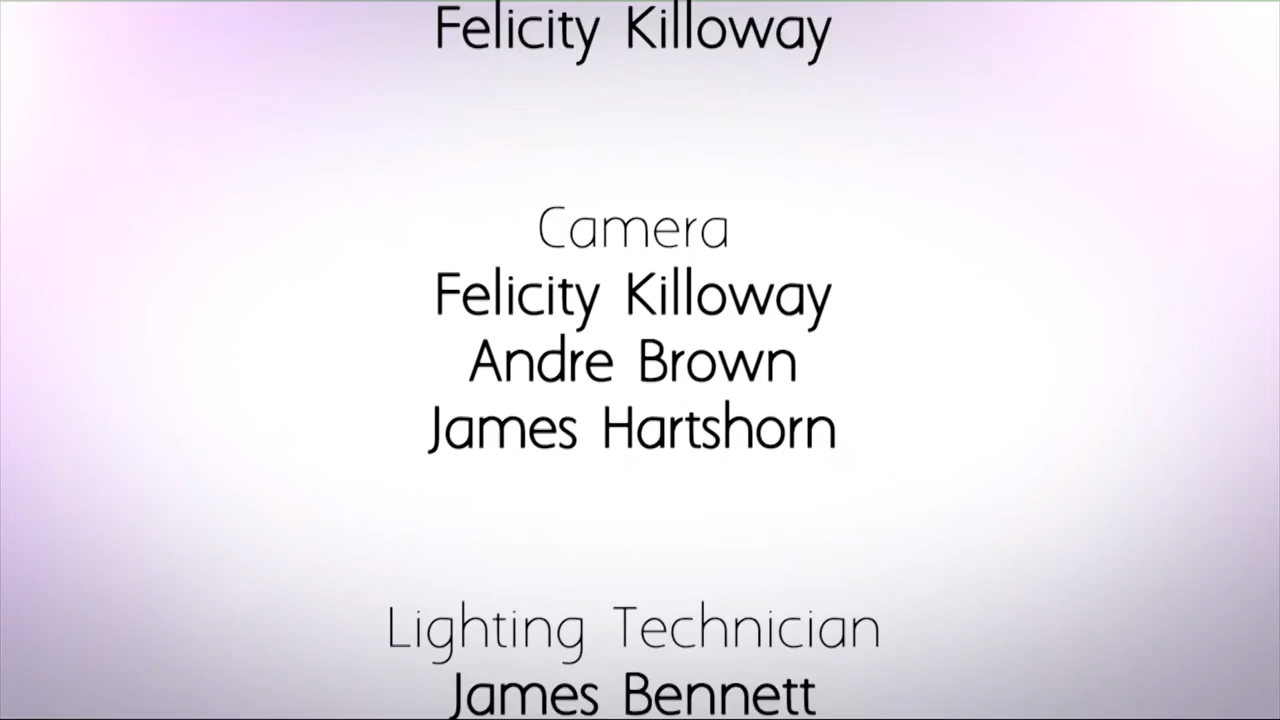 Felicity Killoway
Camera
Felicity Killoway
Andre Brown
James Hartshorn
Lighting Technician
James Bennett